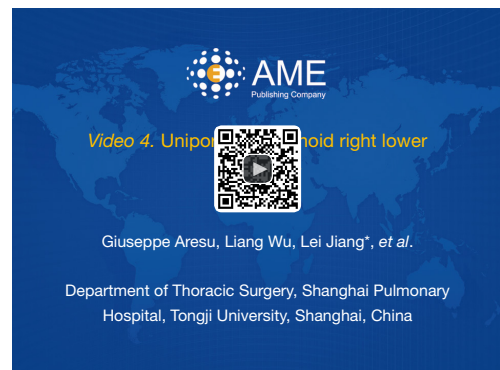 AME
Publishing Company
Video 4. Unipor noid right lower
Giuseppe Aresu, Liang Wu, Lei Jiang*, et al.
Department of Thoracic Surgery, Shanghai Pulmonary
Hospital, Tongji University, Shanghai, China